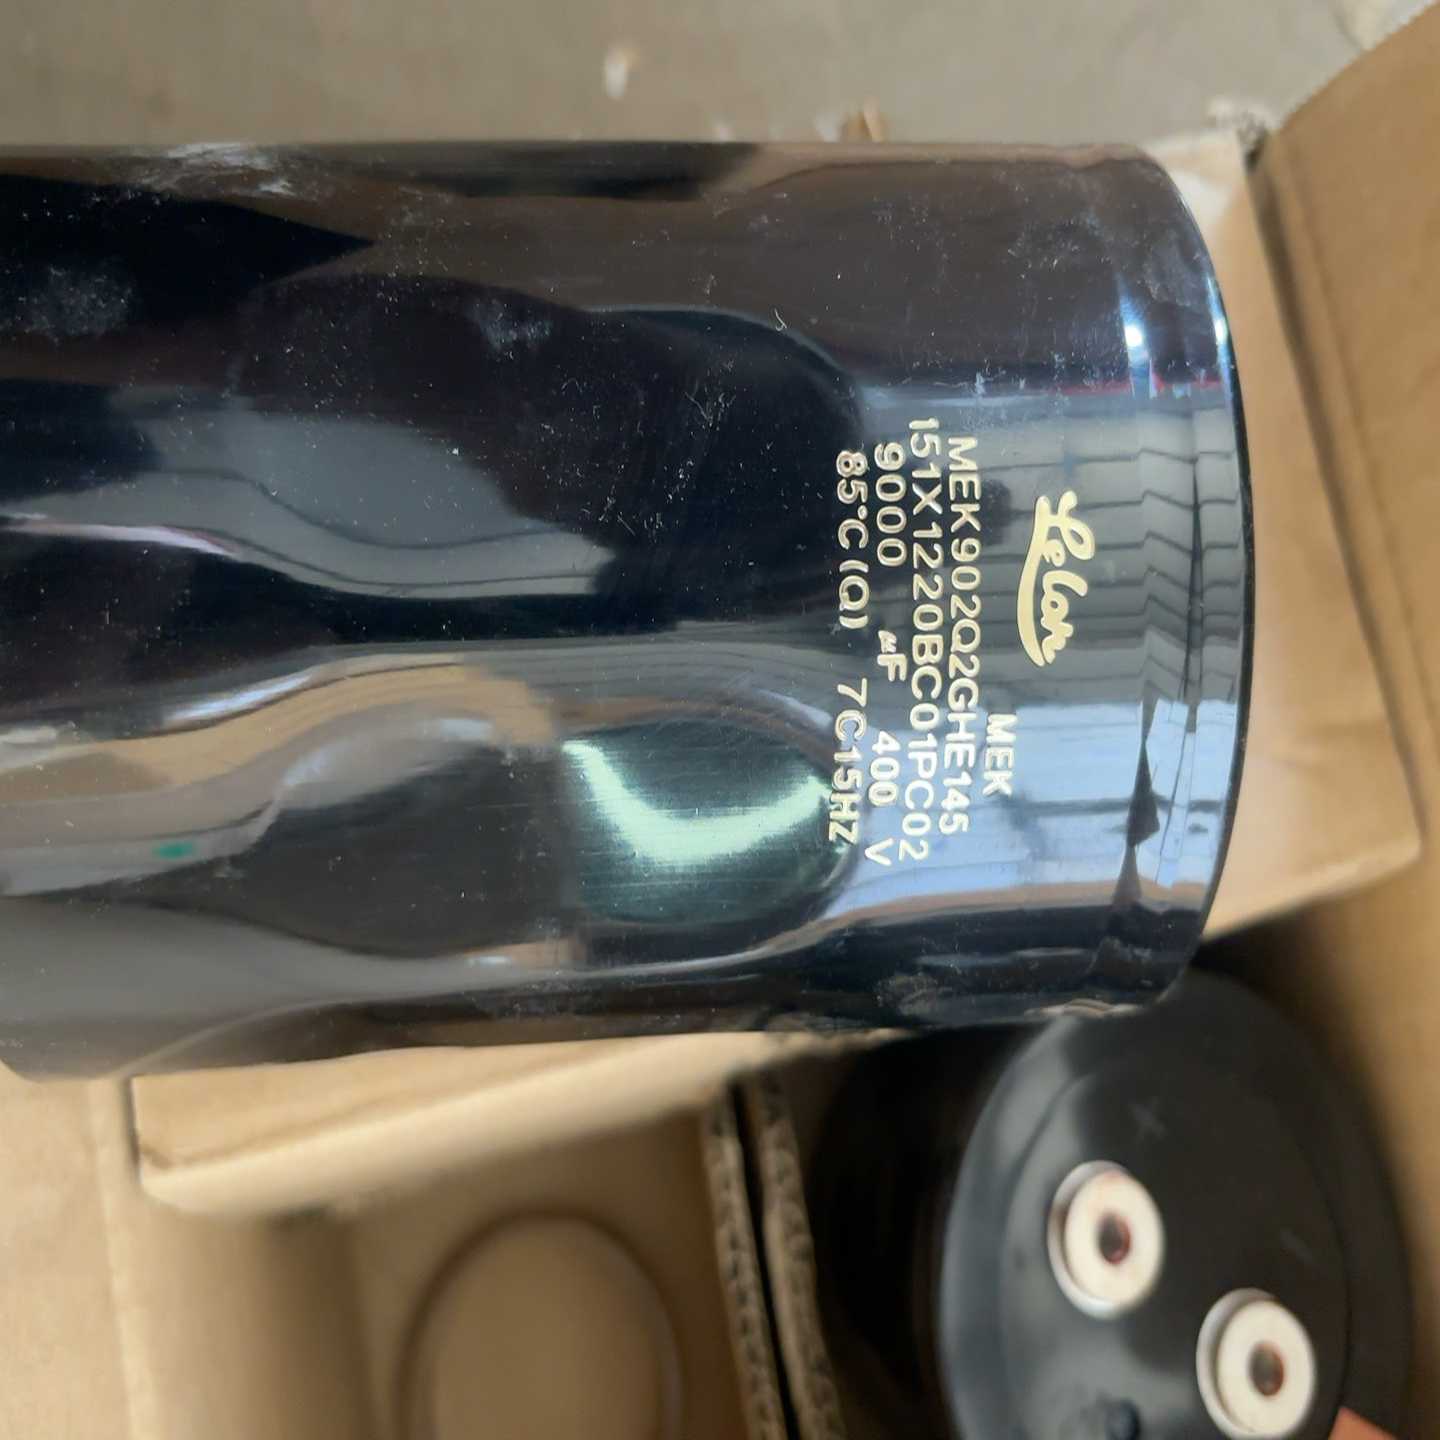 Lelon
MEK
MEK902Q2GHE145
151X1220BC01PC02
9000 µF 400 V
85°C(Q) 7C15HZ